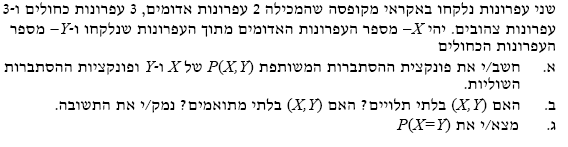 שני עפרונות נלקחו באקראי מקופסה שהמכילה 2 עפרונות אדומים, 3 עפרונות כחולים ו-3
עפרונות צהובים. יהי X– מספר העפרונות האדומים מתוך העפרונות שנלקחו ו-Y– מספר
העפרונות הכחולים
א. חשב/י את פונקצית ההסתברות המשותפת P(X,Y) של X ו-Y ופונקציות ההסתברות
השוליות.
ב. האם (X,Y) בלתי תלויים? האם (X,Y) בלתי מתואמים? נמק/י את התשובה.
ג. מצא/י את P(X=Y)